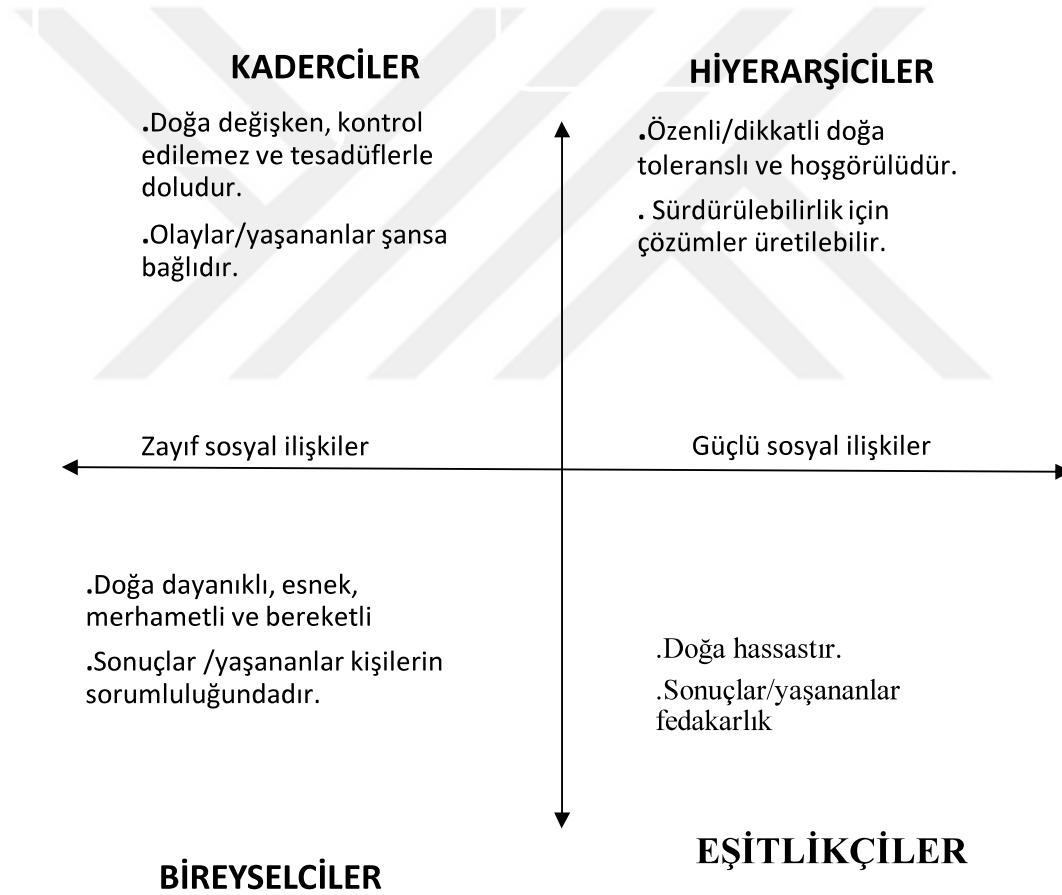 KADERCİLER
.Doğa değişken, kontrol
edilemez ve tesadüflerle
doludur.
.Olaylar/yaşananlar şansa
bağlıdır.
HİYERARŞİCİLER
.Özenli/dikkatli doğa
toleranslı ve hoşgörülüdür.
. Sürdürülebilirlik için
çözümler üretilebilir.
Zayıf sosyal ilişkiler
Güçlü sosyal ilişkiler
.Doğa dayanıklı, esnek,
merhametli ve bereketli
.Sonuçlar /yaşananlar kişilerin
sorumluluğundadır.
BİREYSELCİLER
.Doğa hassastır.
.Sonuçlar/yaşananlar
fedakarlık
EŞİTLİKÇİLER